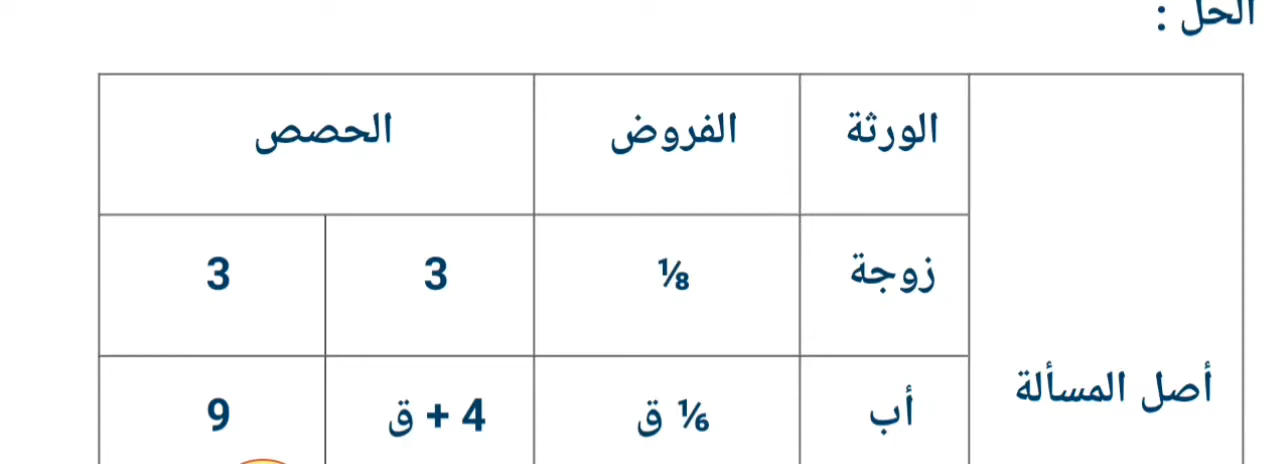 الحل :
الورثة الفروض الحصص
زوجة ⅛ 3 3
أصل المسألة
أب ⅙ ق 4 + ق 9